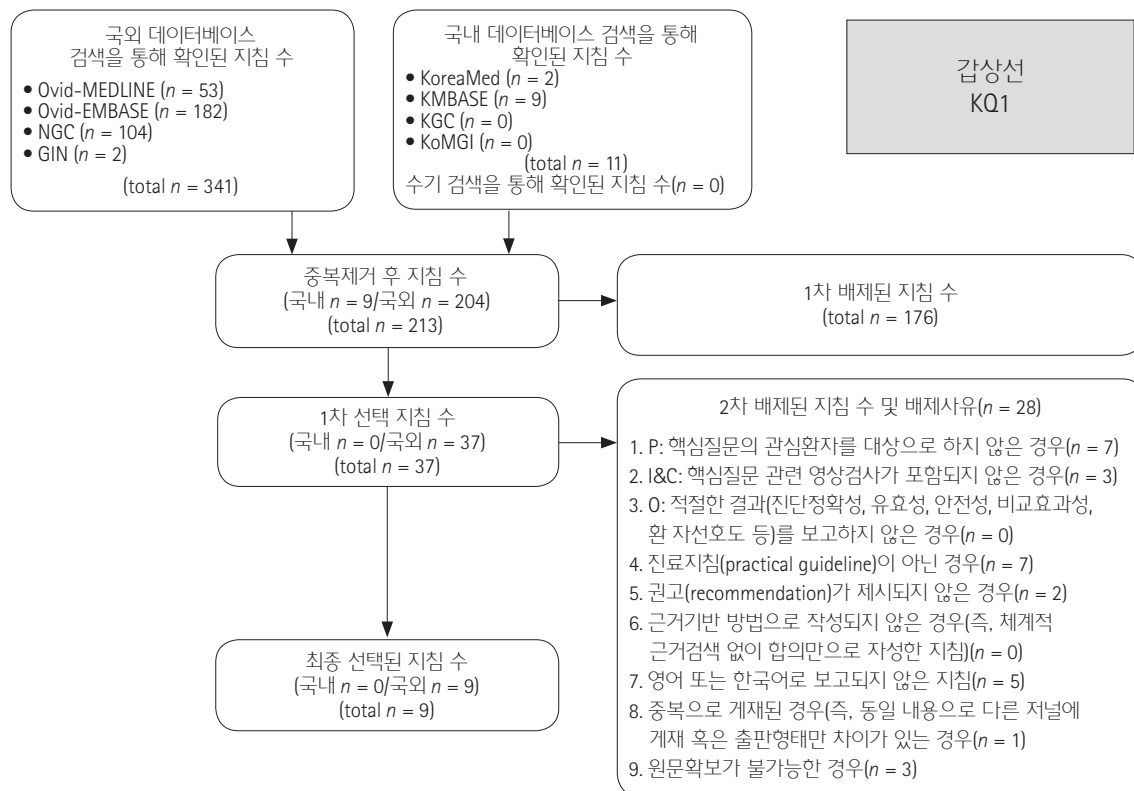 국외 데이터베이스
검색을 통해 확인된 지침 수
• Ovid-MEDLINE (n = 53)
• Ovid-EMBASE (n = 182)
• NGC (n = 104)
• GIN (n = 2)
(total n = 341)
국내 데이터베이스 검색을 통해
확인된 지침 수
• KoreaMed (n = 2)
• KMBASE (n = 9)
• KGC (n = 0)
• KoMGI (n = 0)
(total n = 11)
수기 검색을 통해 확인된 지침 수(n = 0)
갑상선
KQ1
중복제거 후 지침 수
(국내 n = 9/국외 n = 204)
(total n = 213)
1차 배제된 지침 수
(total n = 176)
1차 선택 지침 수
(국내 n = 0/국외 n = 37)
(total n = 37)
2차 배제된 지침 수 및 배제사유(n = 28)
1. P: 핵심질문의 관심환자를 대상으로 하지 않은 경우(n = 7)
2. I&C: 핵심질문 관련 영상검사가 포함되지 않은 경우(n = 3)
3. O: 적절한 결과(진단정확성, 유효성, 안전성, 비교효과성,
환 자선호도 등)를 보고하지 않은 경우(n = 0)
4. 진료지침(practical guideline)이 아닌 경우(n = 7)
5. 권고(recommendation)가 제시되지 않은 경우(n = 2)
6. 근거기반 방법으로 작성되지 않은 경우(즉, 체계적
근거검색 없이 합의만으로 자성한 지침)(n = 0)
7. 영어 또는 한국어로 보고되지 않은 지침(n = 5)
8. 중복으로 게재된 경우(즉, 동일 내용으로 다른 저널에
게재 혹은 출판형태만 차이가 있는 경우(n = 1)
9. 원문확보가 불가능한 경우(n = 3)
최종 선택된 지침 수
(국내 n = 0/국외 n = 9)
(total n = 9)